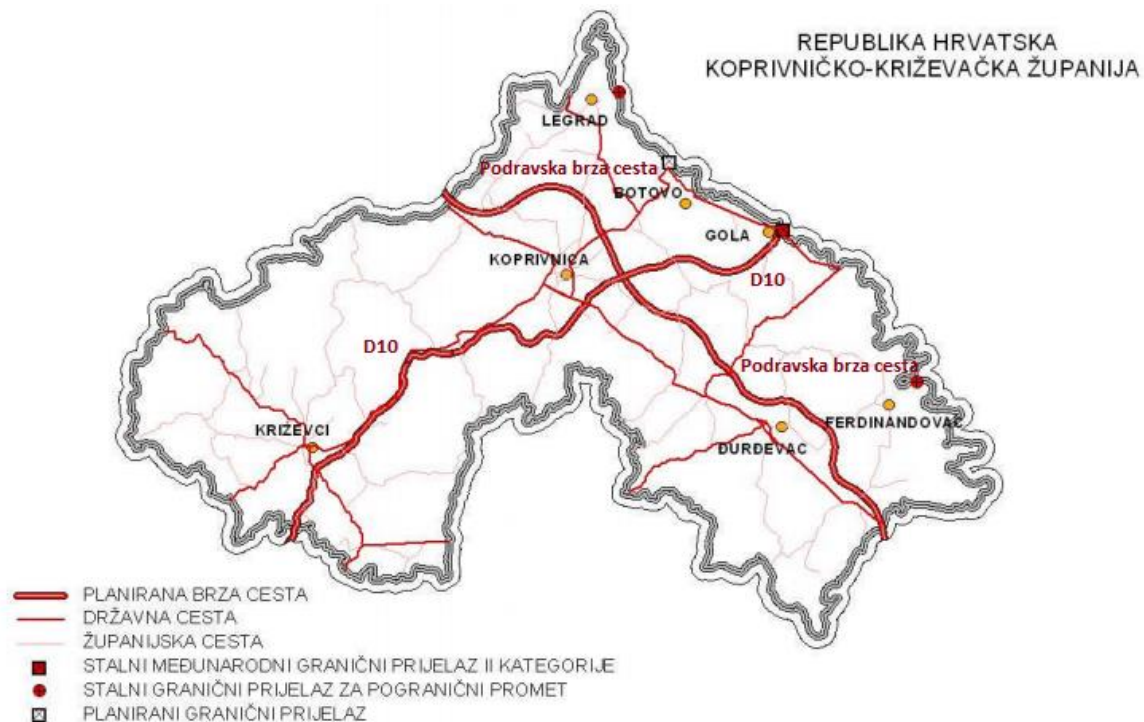 REPUBLIKA HRVATSKA
KOPRIVNIČKO-KRIŽEVAČKA ŽUPANIJA
LEGRAD
Podravska brza cesta
BOTOVO
GOLA
KOPRIVNICA
D10
D10
Podravska brza cesta
KRIŽEVCI
FERDINANDOVAC
ĐURĐEVAC
PLANIRANA BRZA CESTA
DRŽAVNA CESTA
ŽUPANIJSKA CESTA
STALNI MEĐUNARODNI GRANIČNI PRIJELAZ II KATEGORIJE
STALNI GRANIČNI PRIJELAZ ZA POGRANIČNI PROMET
PLANIRANI GRANIČNI PRIJELAZ